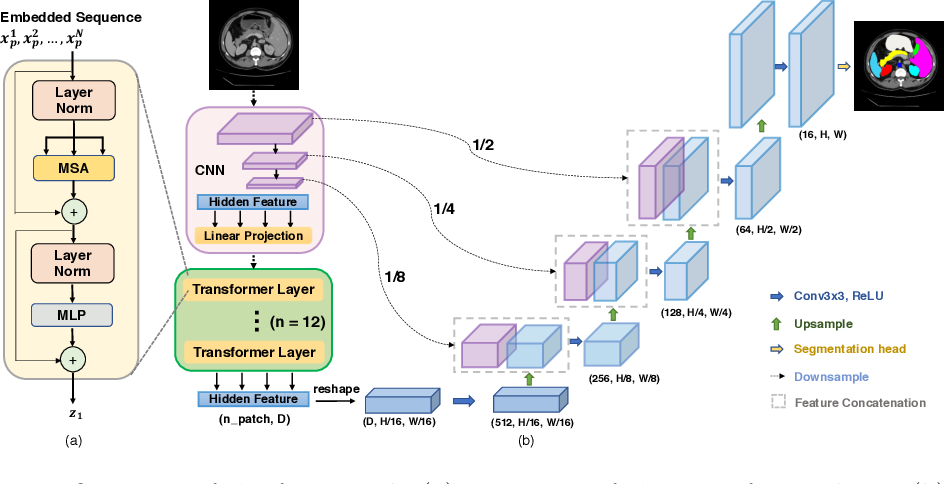 Embedded Sequence
x_p^1, x_p^2, ..., x_p^N
Layer
Norm
MSA
+
Layer
Norm
MLP
+
z_1
(a)
CNN
Hidden Feature
Linear Projection
Transformer Layer
(n = 12)
Transformer Layer
Hidden Feature
(n_patch, D)
reshape
(D, H/16, W/16)
(512, H/16, W/16)
(b)
1/2
1/4
1/8
(256, H/8, W/8)
(128, H/4, W/4)
(64, H/2, W/2)
(16, H, W)
Conv3x3, ReLU
Upsample
Segmentation head
Downsample
Feature Concatenation